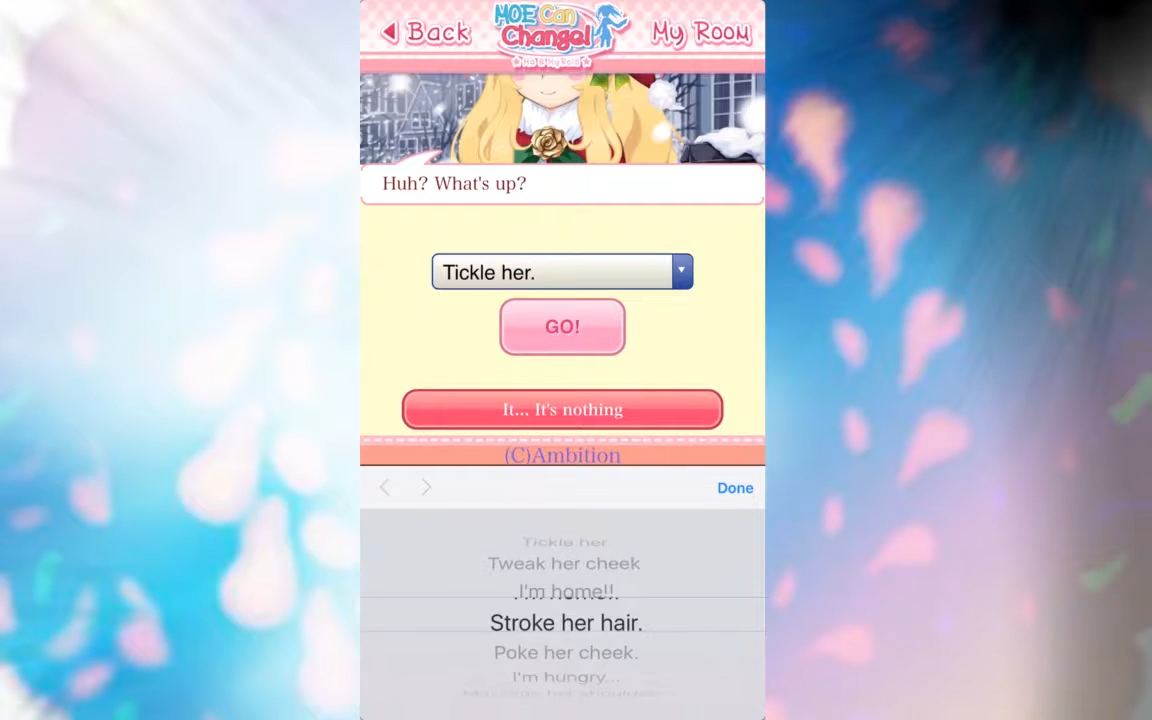 Back
MOE Can
Change!
My Room
Huh? What's up?
Tickle her.
GO!
It... It's nothing
(C)Ambition
Done
Tickle her
Tweak her cheek
I'm home!!
Stroke her hair.
Poke her cheek.
I'm hungry...